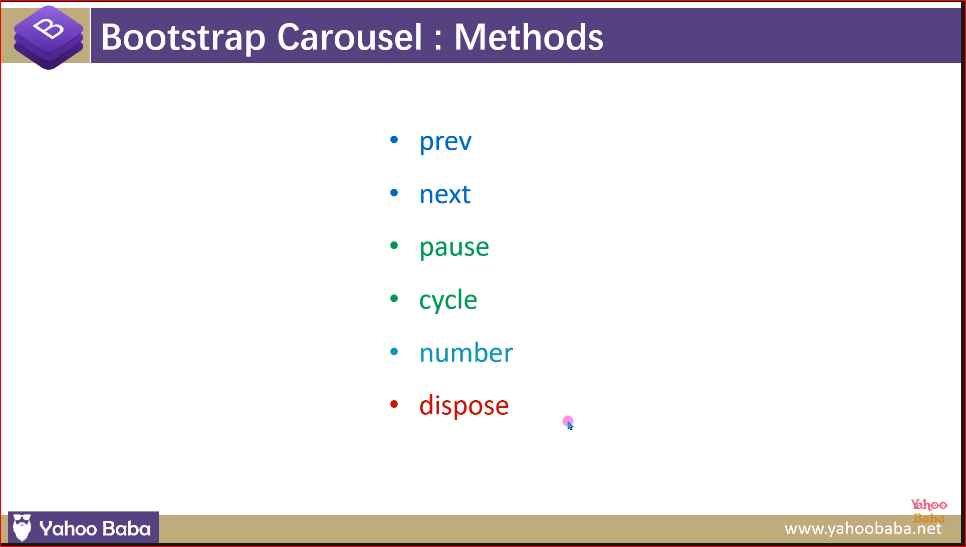 B
Bootstrap Carousel : Methods
• prev
• next
• pause
• cycle
• number
• dispose
Yahoo
Baba
Yahoo Baba
www.yahoobaba.net